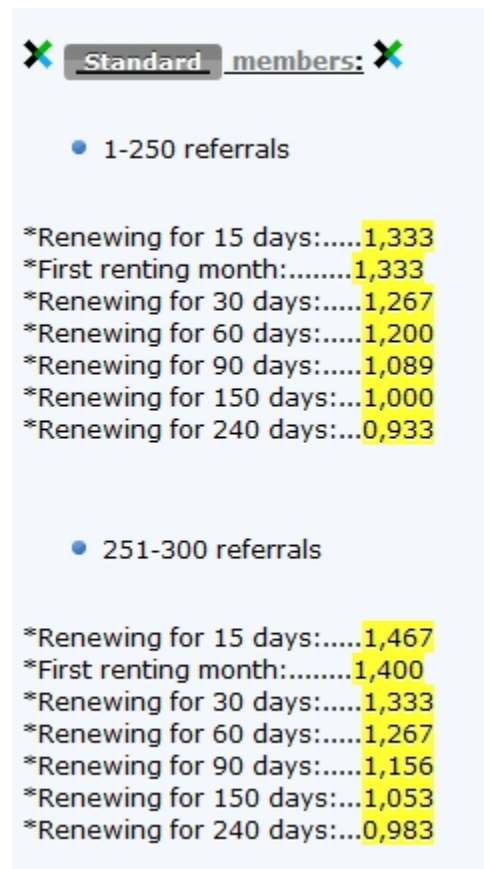 Standard members:
1-250 referrals
*Renewing for 15 days:.....1,333
*First renting month:........1,333
*Renewing for 30 days:.....1,267
*Renewing for 60 days:.....1,200
*Renewing for 90 days:.....1,089
*Renewing for 150 days:...1,000
*Renewing for 240 days:...0,933
251-300 referrals
*Renewing for 15 days:.....1,467
*First renting month:........1,400
*Renewing for 30 days:.....1,333
*Renewing for 60 days:.....1,267
*Renewing for 90 days:.....1,156
*Renewing for 150 days:...1,053
*Renewing for 240 days:...0,983